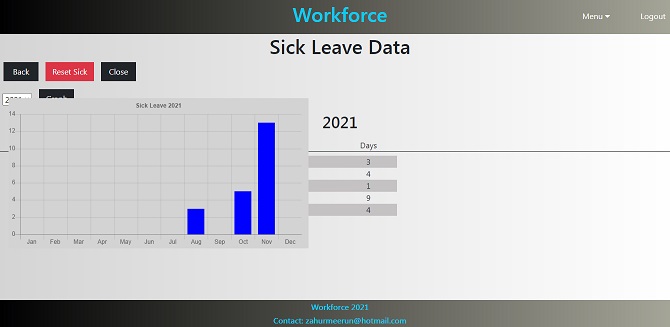 Workforce
Menu
Logout
Sick Leave Data
Back Reset Sick Close
Sick Leave 2021
2021
Days
14
12
10
8
6
4
2
0
Jan Feb Mar Apr May Jun Jul Aug Sep Oct Nov Dec
3
4
1
9
4
Workforce 2021
Contact: zahurmeerun@hotmail.com